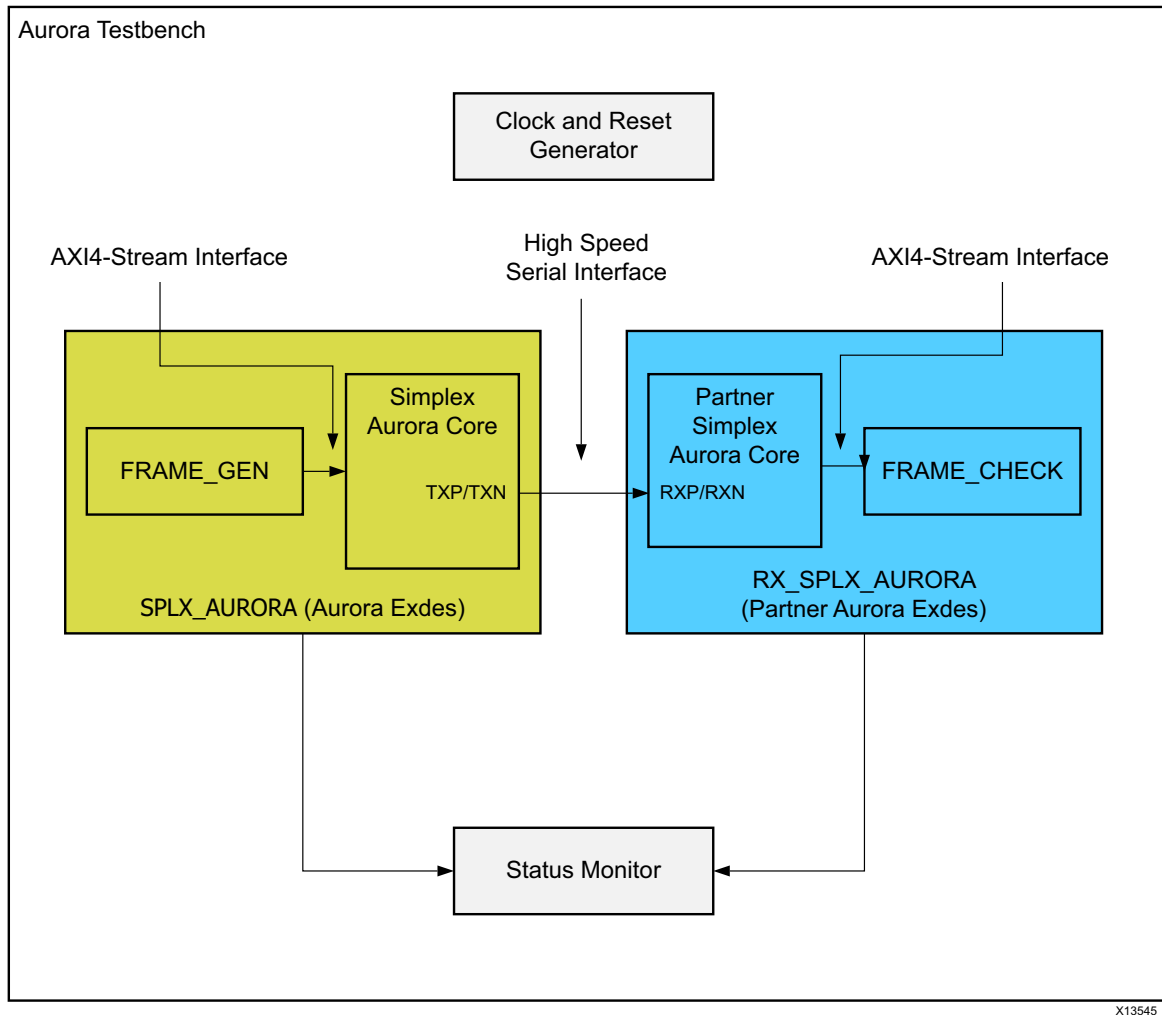 Aurora Testbench
Clock and Reset
Generator
AXI4-Stream Interface
High Speed
Serial Interface
AXI4-Stream Interface
FRAME_GEN
Simplex
Aurora Core
TXP/TXN
SPLX_AURORA (Aurora Exdes)
Partner
Simplex
Aurora Core
RXP/RXN
FRAME_CHECK
RX_SPLX_AURORA
(Partner Aurora Exdes)
Status Monitor
X13545